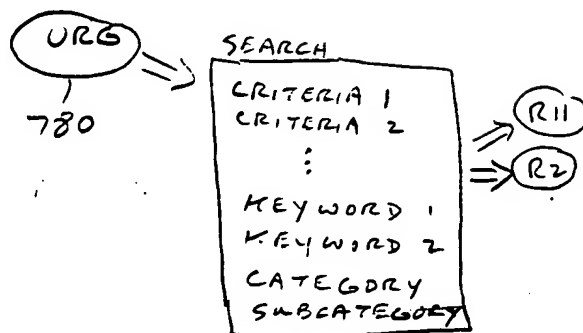 URG
780
SEARCH
CRITERIA 1
CRITERIA 2
⋮
KEYWORD 1
KEYWORD 2
CATEGORY
SUBCATEGORY
R11
R2